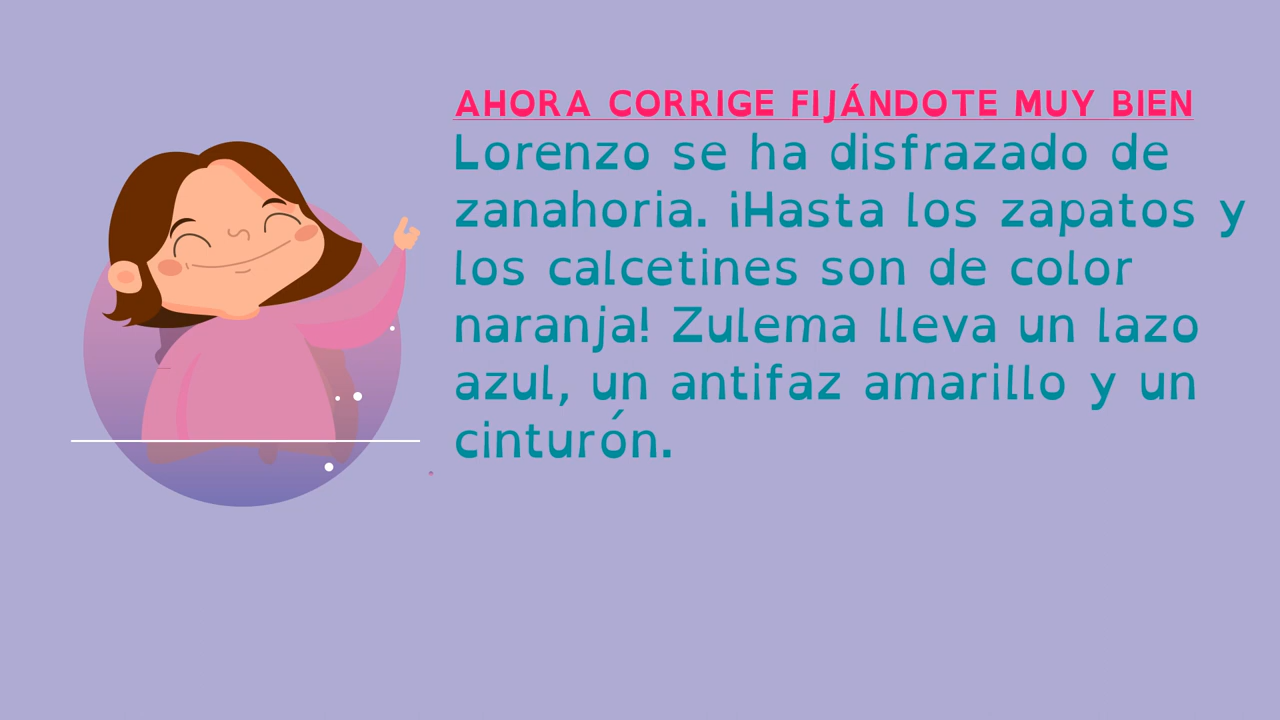 AHORA CORRIGE FIJÁNDOTE MUY BIEN
Lorenzo se ha disfrazado de
zanahoria. ¡Hasta los zapatos y
los calcetines son de color
naranja! Zulema lleva un lazo
azul, un antifaz amarillo y un
cinturón.